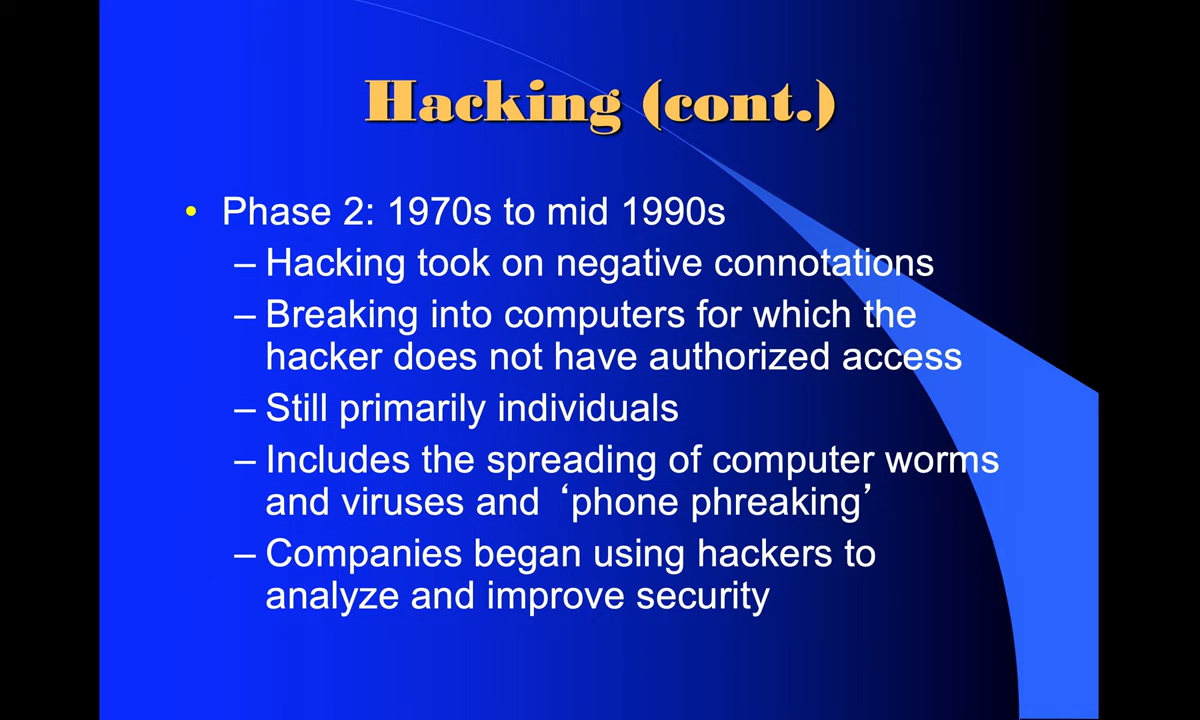 Hacking (cont.)
• Phase 2: 1970s to mid 1990s
– Hacking took on negative connotations
– Breaking into computers for which the
hacker does not have authorized access
– Still primarily individuals
– Includes the spreading of computer worms
and viruses and ‘phone phreaking’
– Companies began using hackers to
analyze and improve security